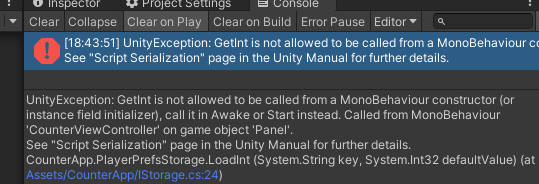 Inspector Project Settings Console
Clear Collapse Clear on Play Clear on Build Error Pause Editor
[18:43:51] UnityException: GetInt is not allowed to be called from a MonoBehaviour
See "Script Serialization" page in the Unity Manual for further details.
UnityException: GetInt is not allowed to be called from a MonoBehaviour constructor (or
instance field initializer), call it in Awake or Start instead. Called from MonoBehaviour
'CounterViewController' on game object 'Panel'.
See "Script Serialization" page in the Unity Manual for further details.
CounterApp.PlayerPrefsStorage.LoadInt (System.String key, System.Int32 defaultValue) (at
Assets/CounterApp/IStorage.cs:24)